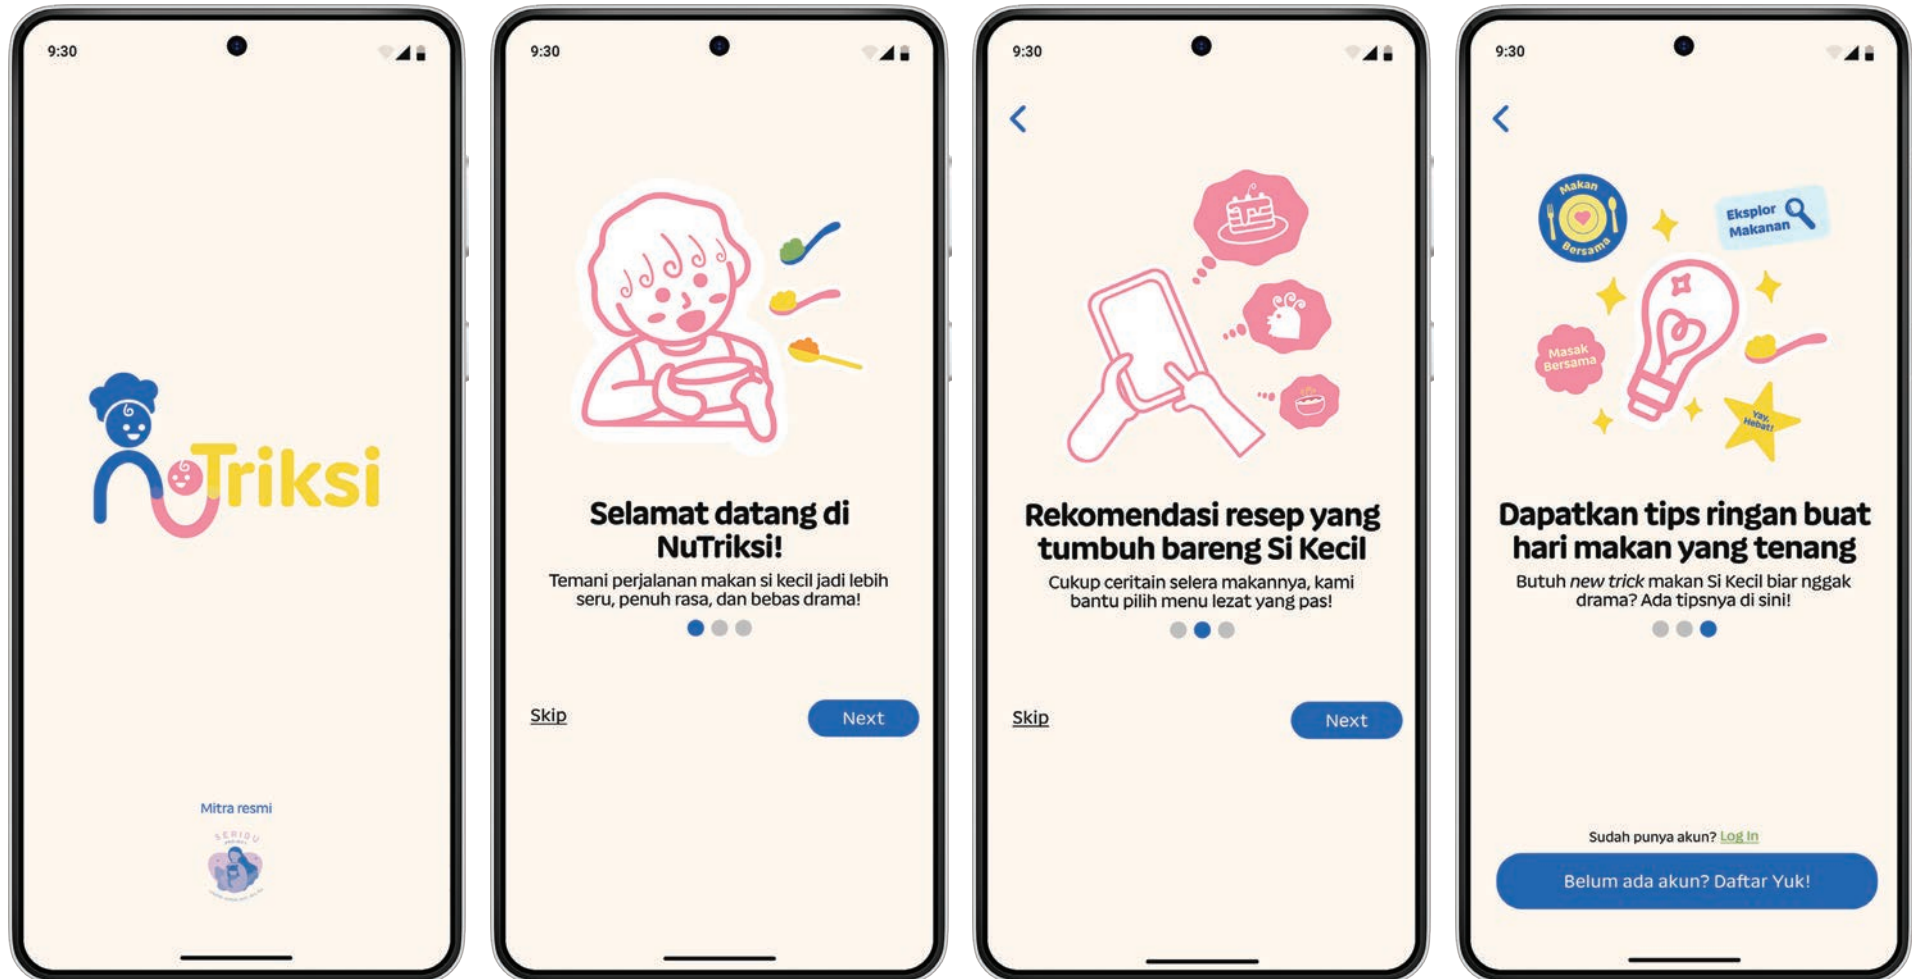 9:30
NuTriksi
Mitra resmi
SERIBU
9:30
Selamat datang di
NuTriksi!
Temani perjalanan makan si kecil jadi lebih
seru, penuh rasa, dan bebas drama!
Skip
Next
9:30
Rekomendasi resep yang
tumbuh bareng Si Kecil
Cukup ceritain selera makannya, kami
bantu pilih menu lezat yang pas!
Skip
Next
9:30
Makan
Bersama
Eksplor
Makanan
Masak
Bersama
Yay,
Hebat!
Dapatkan tips ringan buat
hari makan yang tenang
Butuh new trick makan Si Kecil biar nggak
drama? Ada tipsnya di sini!
Sudah punya akun? Log In
Belum ada akun? Daftar Yuk!